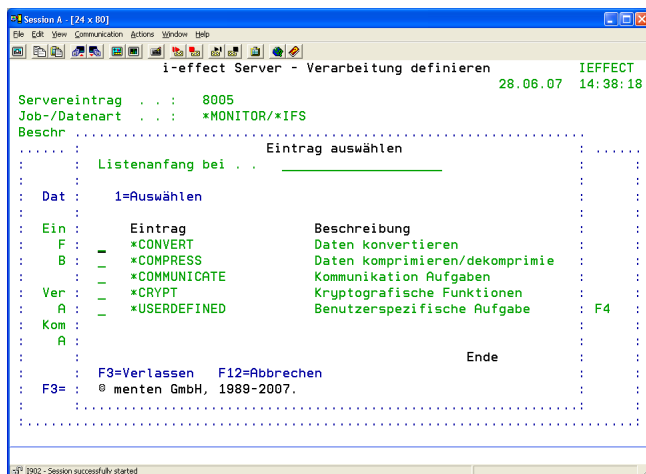 Session A - [24 x 80]
File Edit View Communication Actions Window Help
i-effect Server - Verarbeitung definieren IEFFECT
28.06.07 14:38:18
Servereintrag . . : 8005
Job-/Datenart . . : *MONITOR/*IFS
Beschr ...............................................................
...... : Eintrag auswählen : ......
: : Listenanfang bei . . : :
: : : :
: Dat : 1=Auswählen : :
: : : :
: Ein : Eintrag Beschreibung : :
: F : _ *CONVERT Daten konvertieren : :
: B : _ *COMPRESS Daten komprimieren/dekomprimie : :
: : _ *COMMUNICATE Kommunikation Aufgaben : :
: Ver : _ *CRYPT Kryptografische Funktionen : :
: A : _ *USERDEFINED Benutzerspezifische Aufgabe : F4 :
: Kom : : :
: A : : :
: : Ende : :
: : F3=Verlassen F12=Abbrechen : :
: F3= : © menten GmbH, 1989-2007. : :
: :...............................................................: :
:.............................................................................:
I902 - Session successfully started